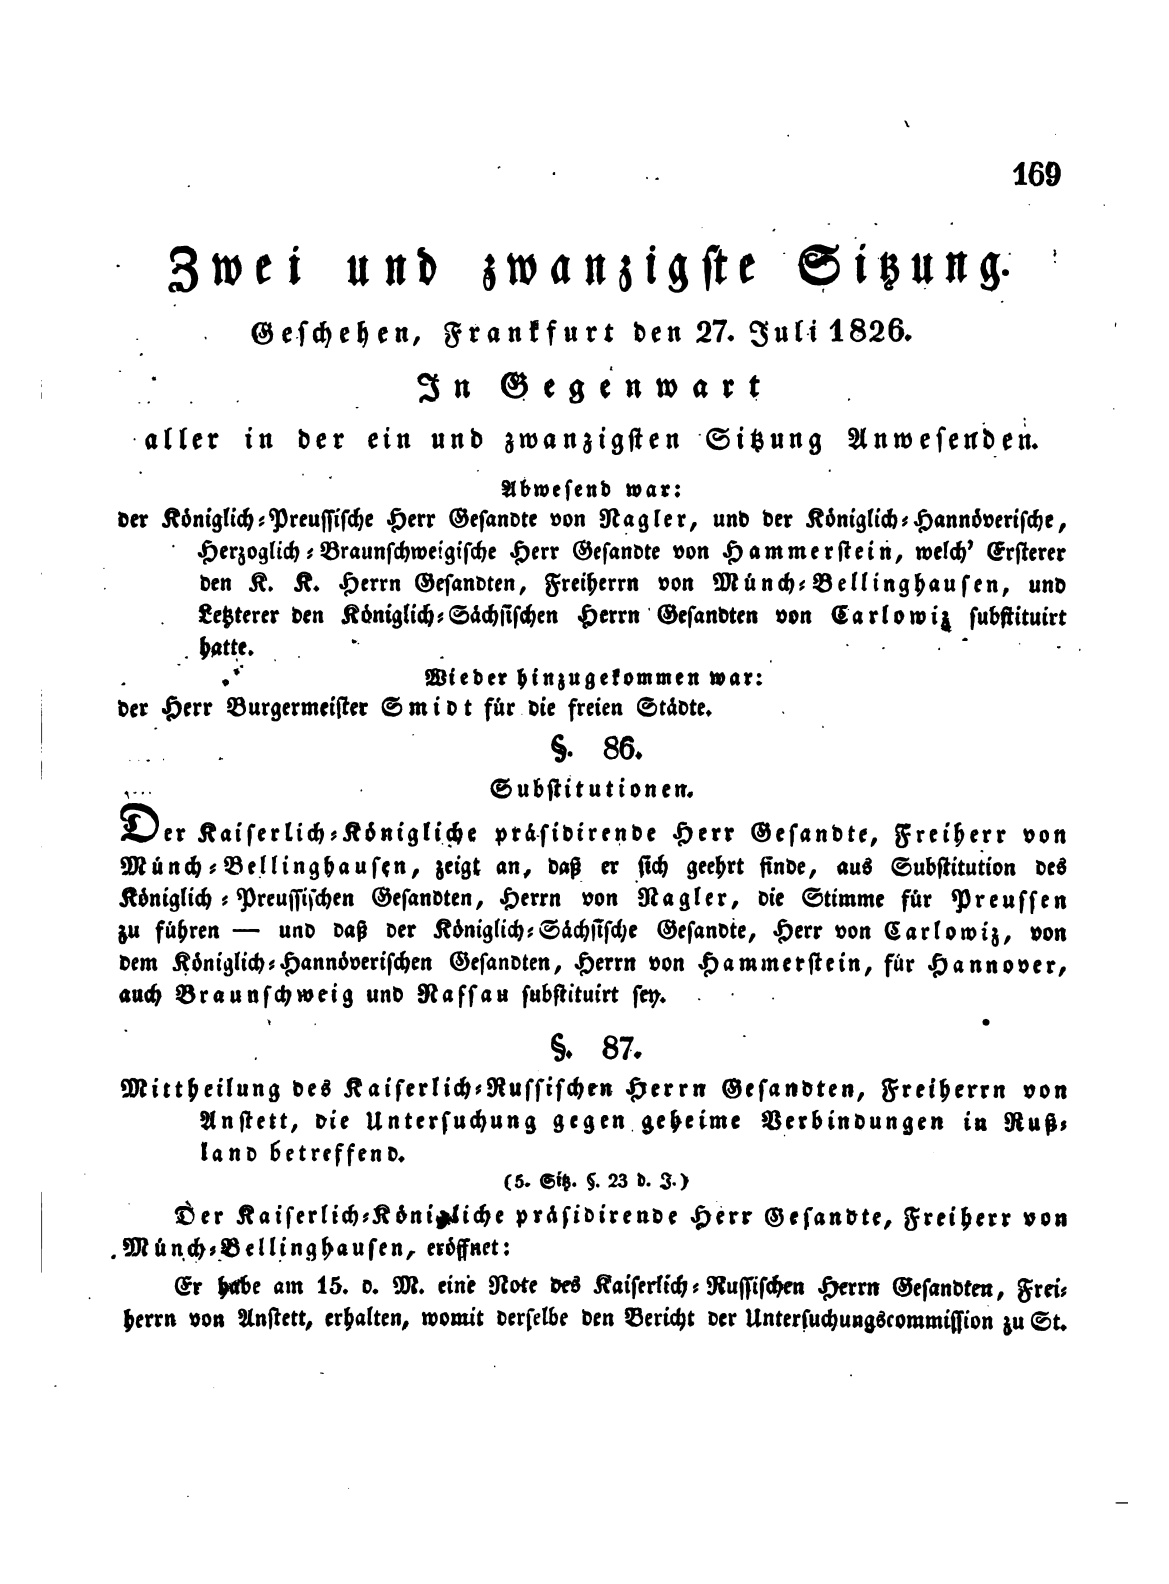 169
Zwei und zwanzigste Sitzung.
Geschehen, Frankfurt den 27. Juli 1826.
In Gegenwart
aller in der ein und zwanzigsten Sitzung Anwesenden.
Abwesend war:
der Königlich-Preussische Herr Gesandte von Nagler, und der Königlich-Hannöverische,
Herzoglich-Braunschweigische Herr Gesandte von Hammerstein, welch' Ersterer
den K. K. Herrn Gesandten, Freiherrn von Münch-Bellinghausen, und
Letzterer den Königlich-Sächsischen Herrn Gesandten von Carlowiz substituirt
hatte.
Wieder hinzugekommen war:
der Herr Burgermeister Smidt für die freien Städte.
§. 86.
Substitutionen.
Der Kaiserlich-Königliche präsidirende Herr Gesandte, Freiherr von
Münch-Bellinghausen, zeigt an, daß er sich geehrt finde, aus Substitution des
Königlich-Preussischen Gesandten, Herrn von Nagler, die Stimme für Preussen
zu führen — und daß der Königlich-Sächsische Gesandte, Herr von Carlowiz, von
dem Königlich-Hannöverischen Gesandten, Herrn von Hammerstein, für Hannover,
auch Braunschweig und Nassau substituirt sey.
§. 87.
Mittheilung des Kaiserlich-Russischen Herrn Gesandten, Freiherrn von
Anstett, die Untersuchung gegen geheime Verbindungen in Ruß-
land betreffend.
(5. Sitz. §. 23 d. J.)
Der Kaiserlich-Königliche präsidirende Herr Gesandte, Freiherr von
Münch-Bellinghausen, eröffnet:
Er habe am 15. d. M. eine Note des Kaiserlich-Russischen Herrn Gesandten, Frei-
herrn von Anstett, erhalten, womit derselbe den Bericht der Untersuchungscommission zu St.